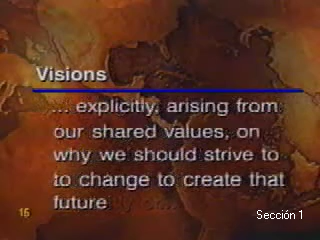 Visions
... explicitly, arising from
our shared values, on
why we should strive to
to change to create that
future
16
Sección 1